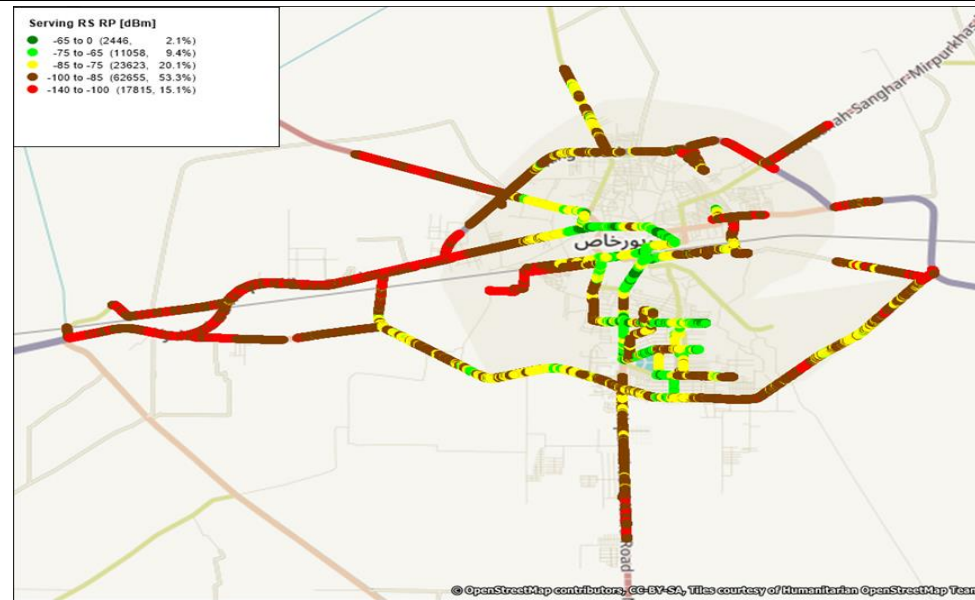 Serving RS RP [dBm]
-65 to 0 (2446, 2.1%)
-75 to -65 (11058, 9.4%)
-85 to -75 (23623, 20.1%)
-100 to -85 (62655, 53.3%)
-140 to -100 (17815, 15.1%)
ah-Sanghar-Mirpurkhas
پورخاص
Road
© OpenStreetMap contributors, CC-BY-SA, Tiles courtesy of Humanitarian OpenStreetMap Team